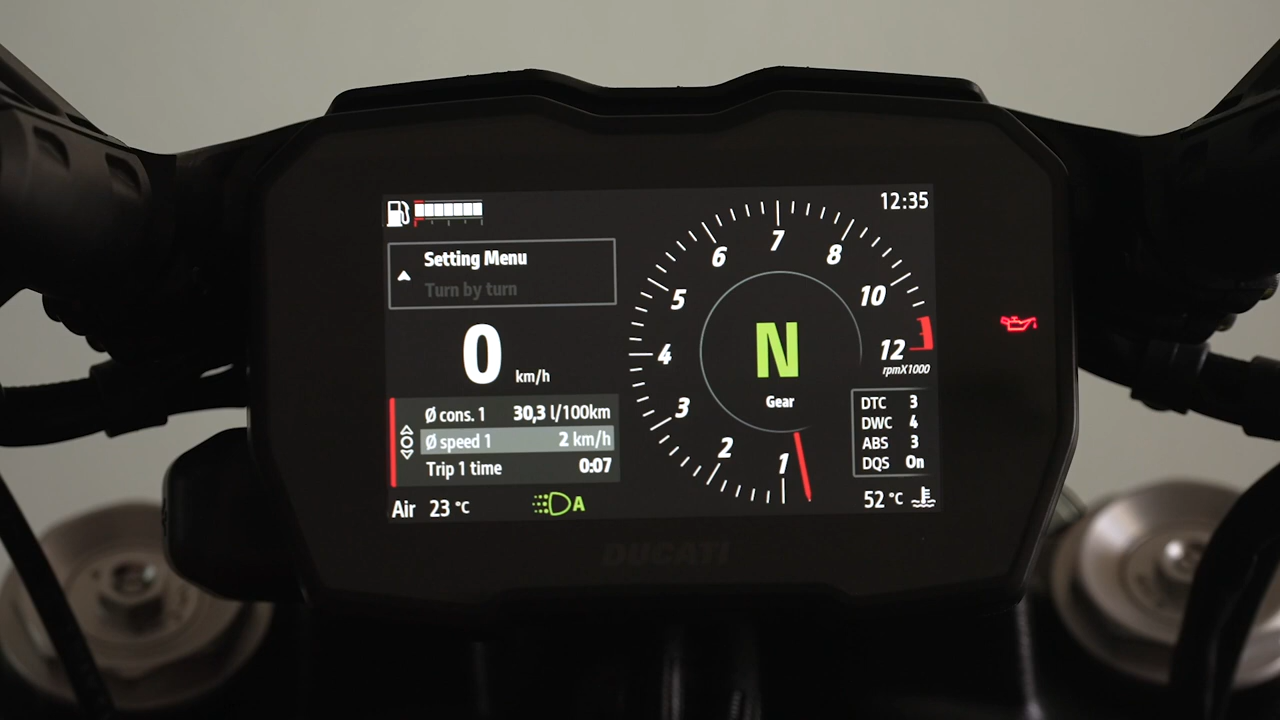 12:35
Setting Menu
Turn by turn
0 km/h
Ø cons. 1 30,3 l/100km
Ø speed 1 2 km/h
Trip 1 time 0:07
Air 23 °C
A
1
2
3
4
5
6
7
8
10
12
rpmX1000
N
Gear
DTC 3
DWC 4
ABS 3
DQS On
52 °C
DUCATI